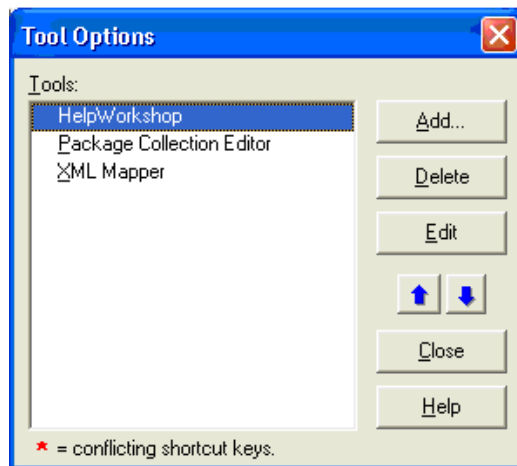 Tool Options
Tools:
HelpWorkshop
Package Collection Editor
XML Mapper
Add...
Delete
Edit
Close
Help
* = conflicting shortcut keys.